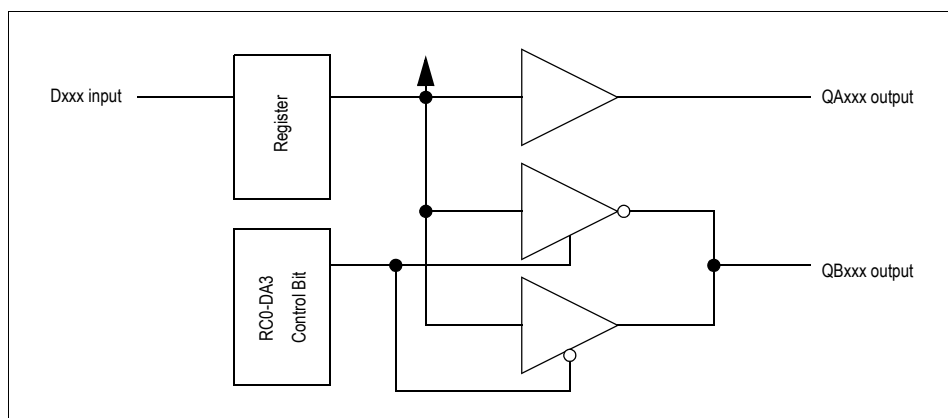 Dxxx input
Register
QAxxx output
RC0-DA3
Control Bit
QBxxx output